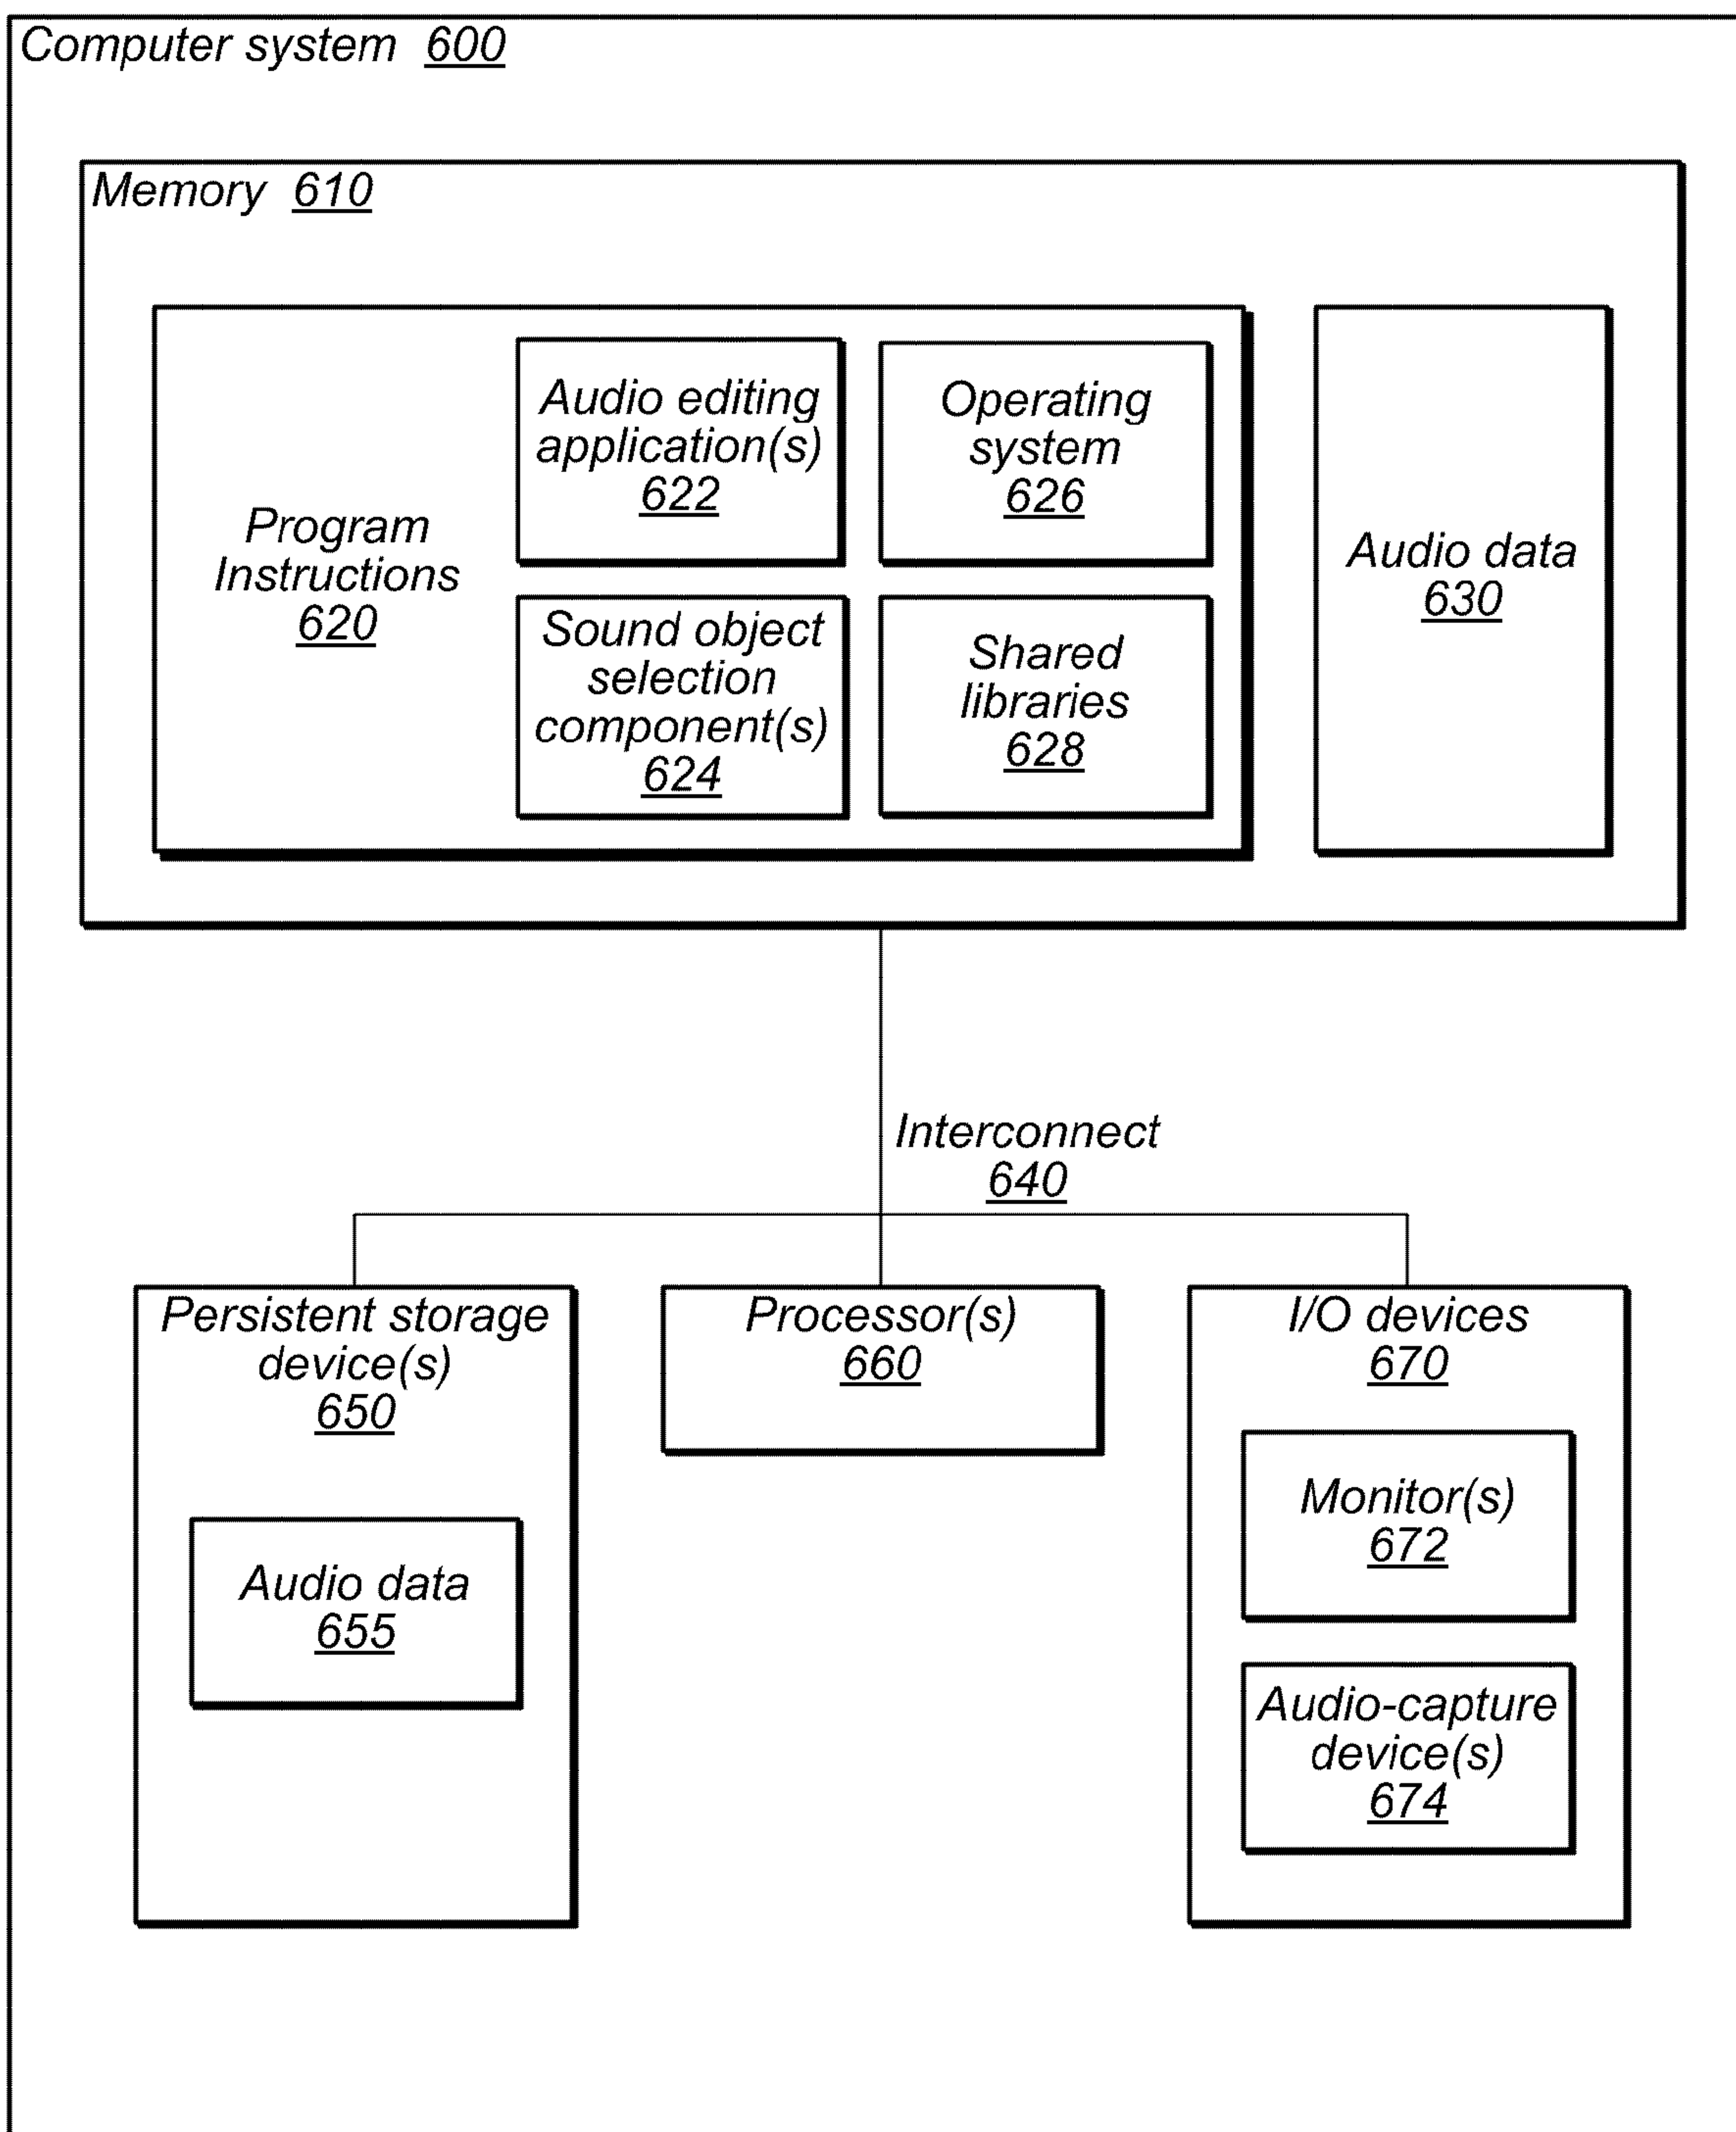 Computer system 600
Memory 610
Program
Instructions
620
Audio editing
application(s)
622
Operating
system
626
Sound object
selection
component(s)
624
Shared
libraries
628
Audio data
630
Interconnect
640
Persistent storage
device(s)
650
Audio data
655
Processor(s)
660
I/O devices
670
Monitor(s)
672
Audio-capture
device(s)
674